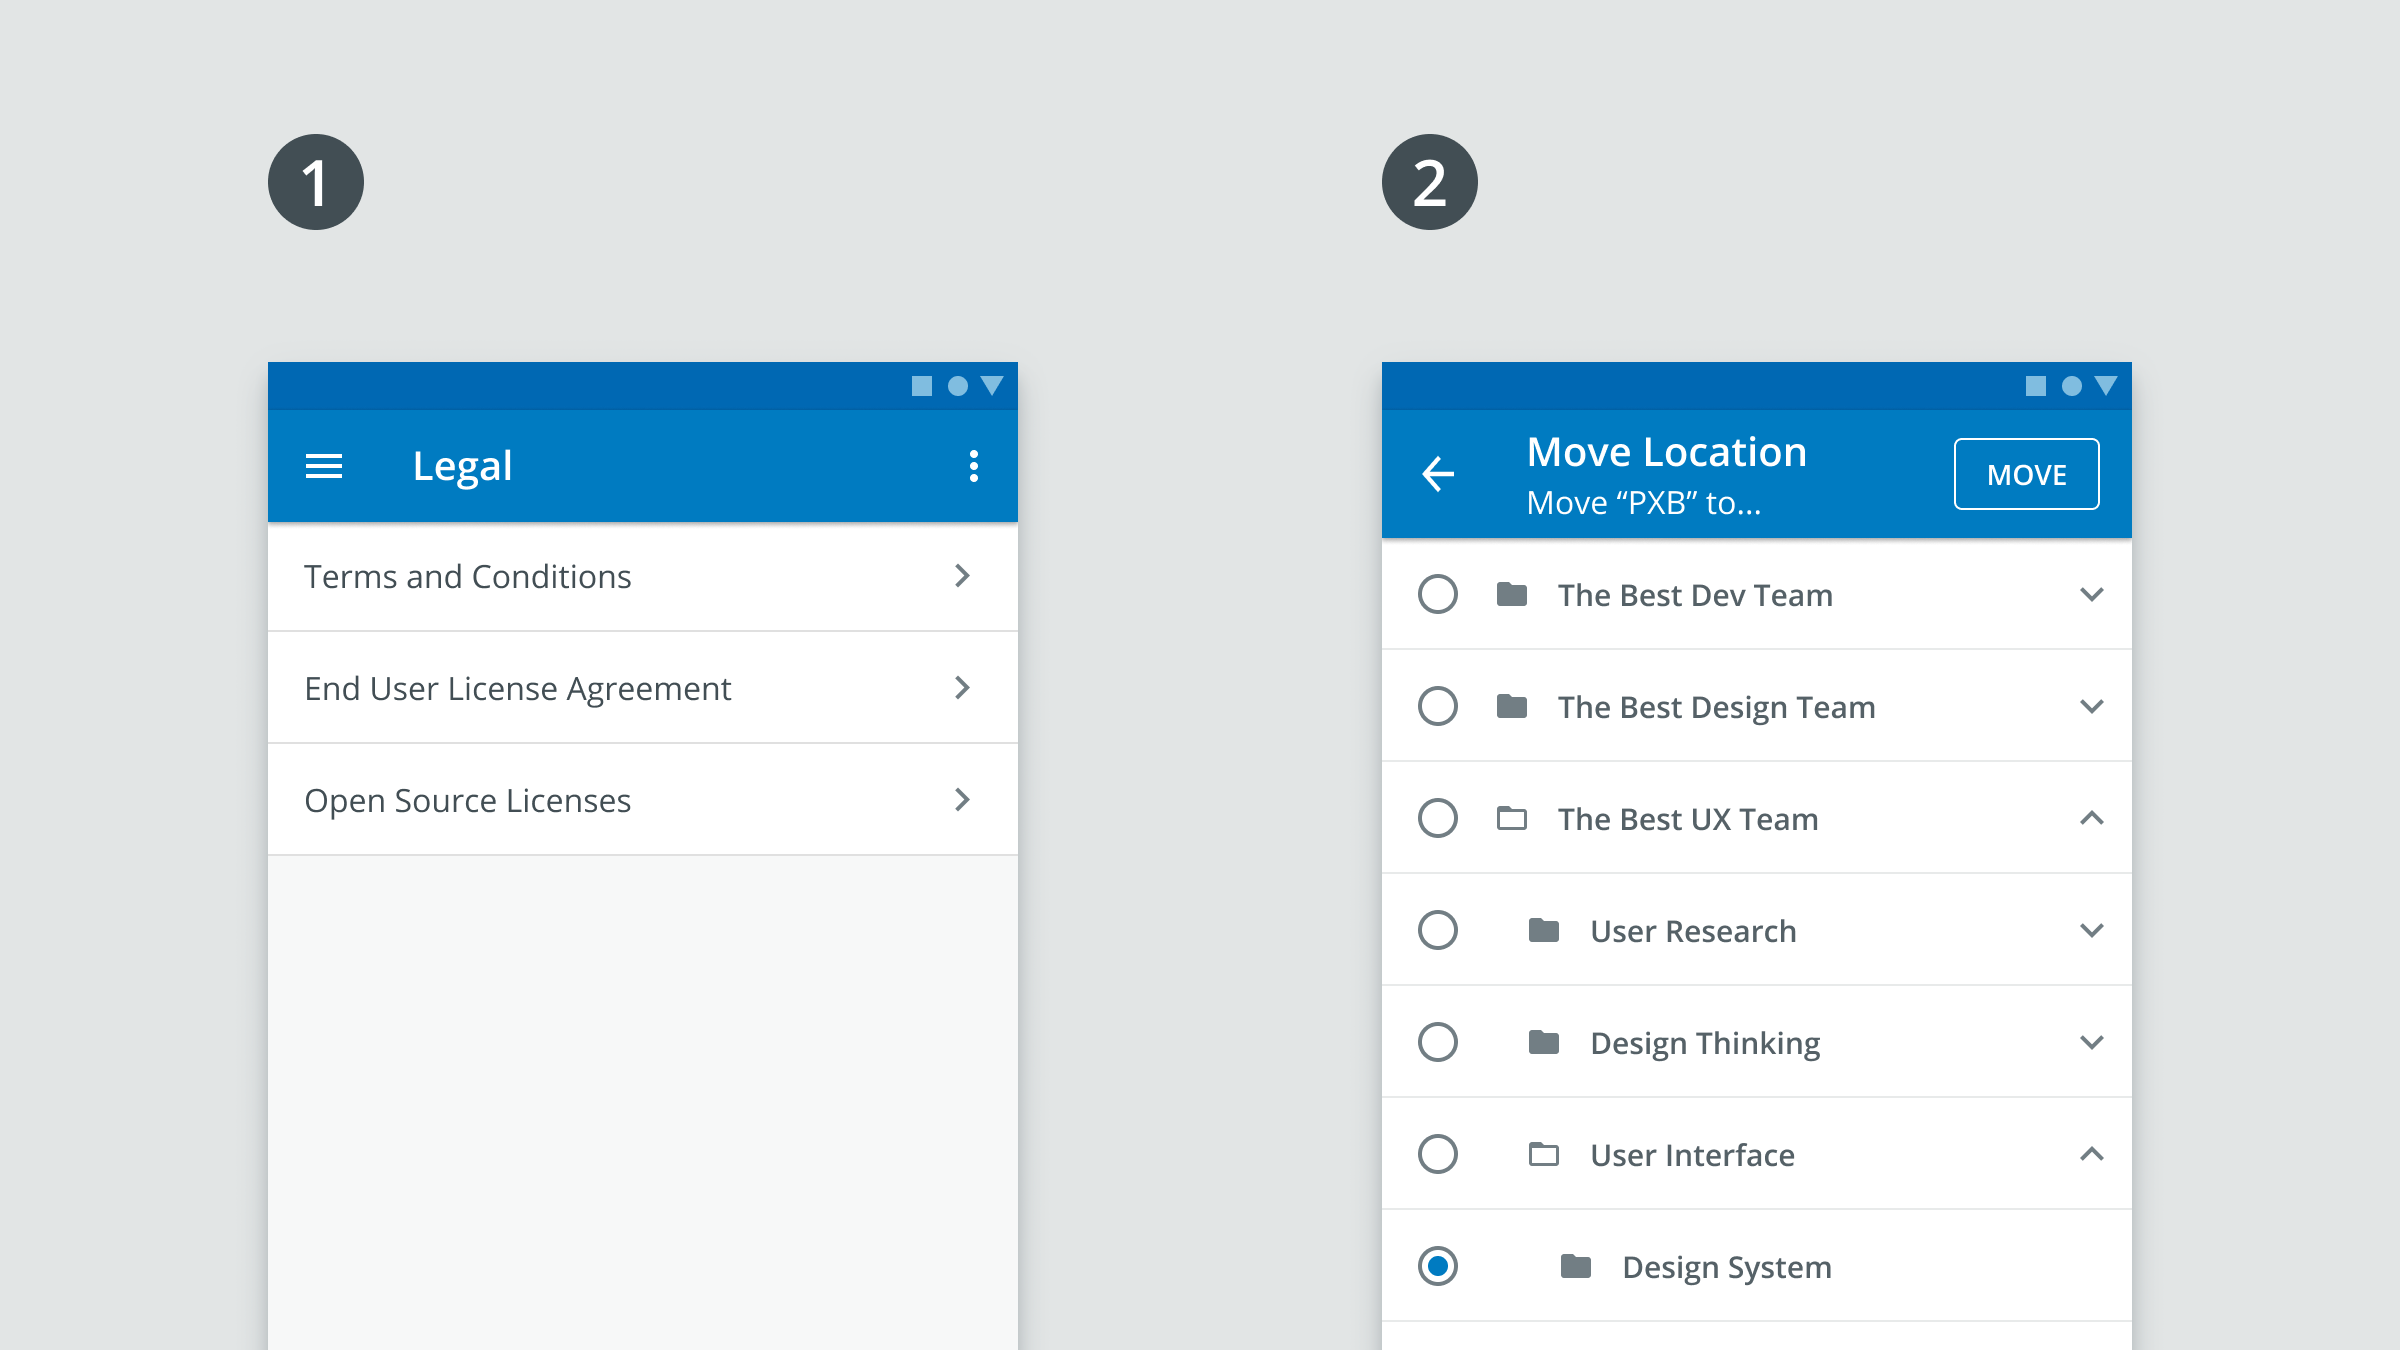 1
Legal
Terms and Conditions
End User License Agreement
Open Source Licenses
2
Move Location
Move “PXB” to...
MOVE
The Best Dev Team
The Best Design Team
The Best UX Team
User Research
Design Thinking
User Interface
Design System